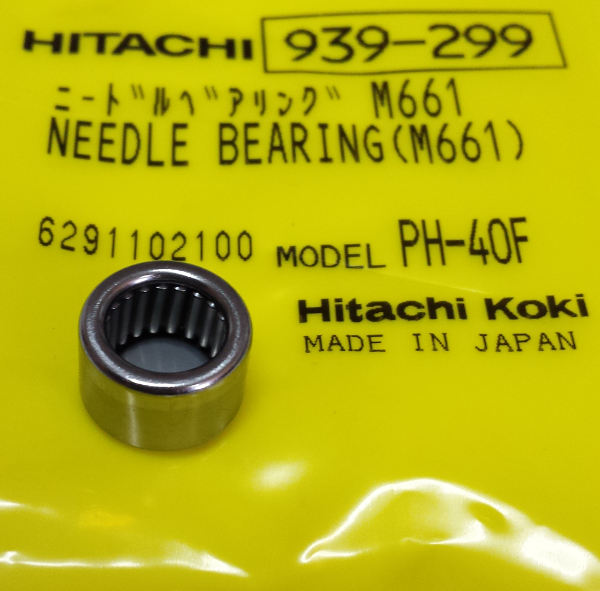 HITACHI 939-299
ニードルベアリング M661
NEEDLE BEARING(M661)
6291102100 MODEL PH-40F
Hitachi Koki
MADE IN JAPAN